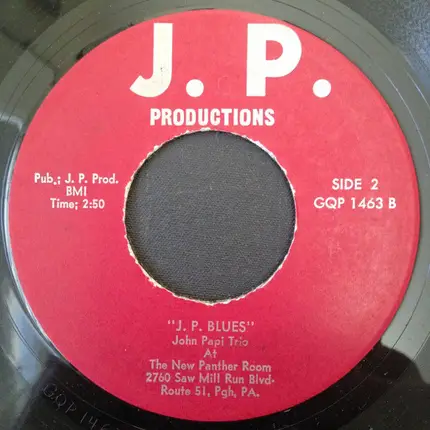 J. P.
PRODUCTIONS
Pub.; J. P. Prod.
BMI
Time; 2:50
SIDE 2
GQP 1463 B
"J. P. BLUES"
John Papi Trio
At
The New Panther Room
2760 Saw Mill Run Blvd.
Route 51, Pgh, PA.